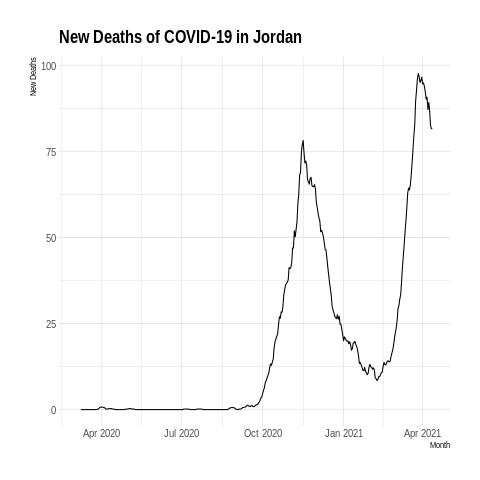 New Deaths of COVID-19 in Jordan
New Deaths
100
75
50
25
0
Apr 2020
Jul 2020
Oct 2020
Jan 2021
Apr 2021
Month